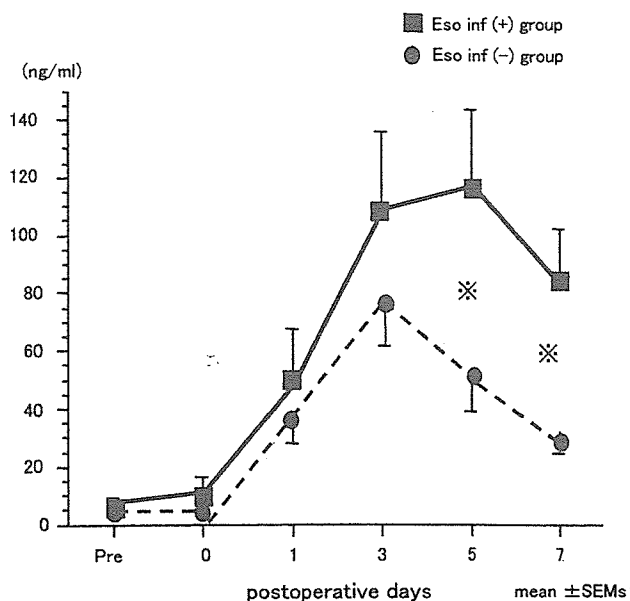 Eso inf (+) group
Eso inf (−) group
(ng/ml)
140
120
100
80
60
40
20
0
※
※
Pre 0 1 3 5 7
postoperative days mean ±SEMs